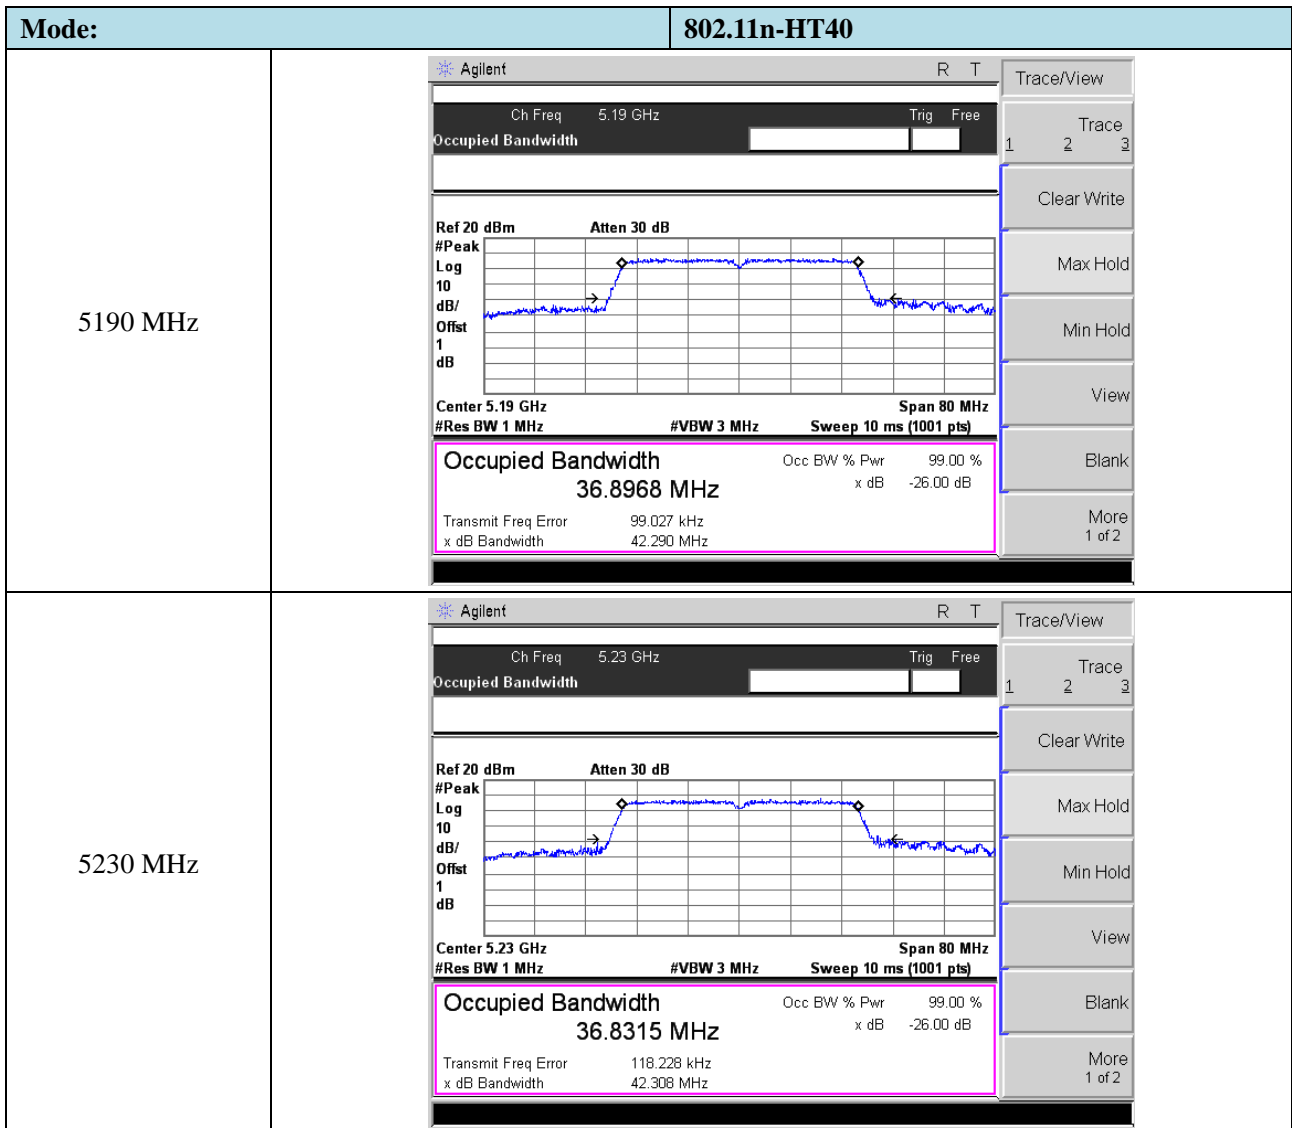 Mode: 802.11n-HT40
5190 MHz
Agilent R T
Trace/View
Ch Freq 5.19 GHz Trig Free
Occupied Bandwidth
Trace
1 2 3
Clear Write
Max Hold
Min Hold
View
Blank
More
1 of 2
Ref 20 dBm Atten 30 dB
#Peak
Log
10
dB/
Offst
1
dB
Center 5.19 GHz Span 80 MHz
#Res BW 1 MHz #VBW 3 MHz Sweep 10 ms (1001 pts)
Occupied Bandwidth Occ BW % Pwr 99.00 %
36.8968 MHz x dB -26.00 dB
Transmit Freq Error 99.027 kHz
x dB Bandwidth 42.290 MHz
5230 MHz
Agilent R T
Trace/View
Ch Freq 5.23 GHz Trig Free
Occupied Bandwidth
Trace
1 2 3
Clear Write
Max Hold
Min Hold
View
Blank
More
1 of 2
Ref 20 dBm Atten 30 dB
#Peak
Log
10
dB/
Offst
1
dB
Center 5.23 GHz Span 80 MHz
#Res BW 1 MHz #VBW 3 MHz Sweep 10 ms (1001 pts)
Occupied Bandwidth Occ BW % Pwr 99.00 %
36.8315 MHz x dB -26.00 dB
Transmit Freq Error 118.228 kHz
x dB Bandwidth 42.308 MHz